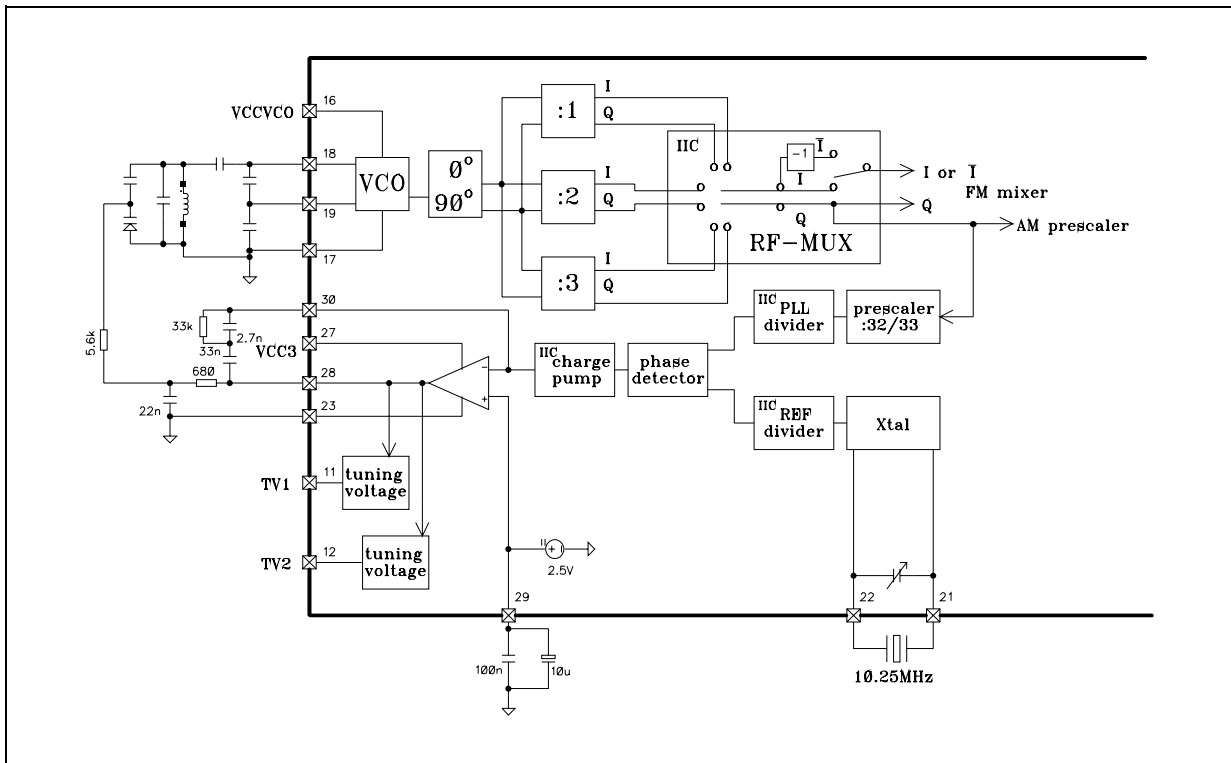 VCCVCO
16
18
19
17
VCO
0°
90°
:1
I
Q
:2
I
Q
:3
I
Q
IIC
-1
I̅
I
Q
RF-MUX
I or I̅
FM mixer
Q
AM prescaler
5.6k
33k
2.7n
33n
30
VCC3
27
680
28
22n
23
-
+
IIC charge
pump
phase
detector
IIC PLL
divider
prescaler
:32/33
IIC REF
divider
Xtal
TV1
11
tuning
voltage
TV2
12
tuning
voltage
2.5V
29
100n
10u
22
21
10.25MHz